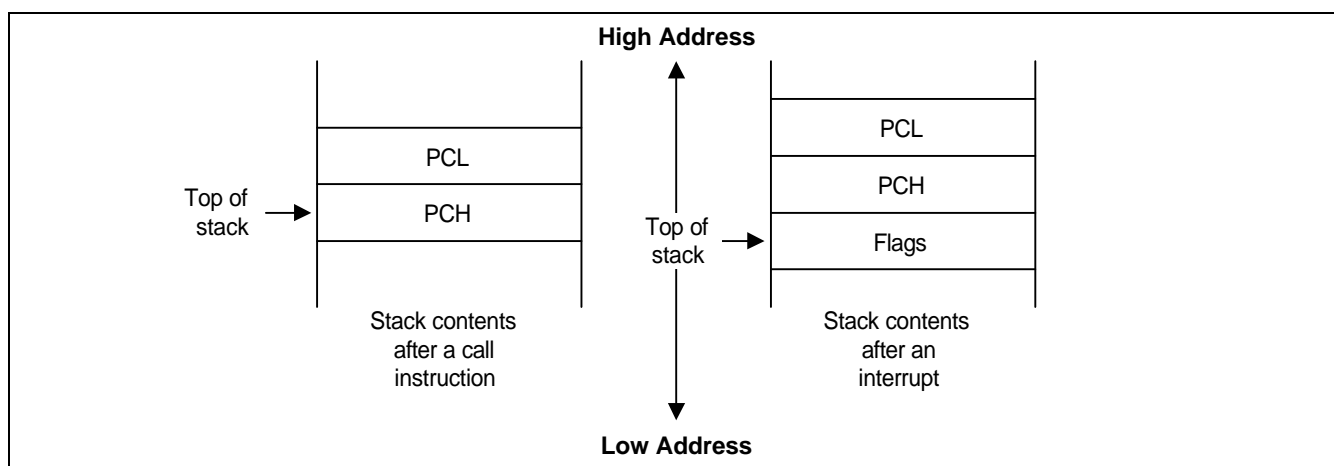 High Address
PCL
PCH
Top of
stack
Stack contents
after a call
instruction
Top of
stack
PCL
PCH
Flags
Stack contents
after an
interrupt
Low Address